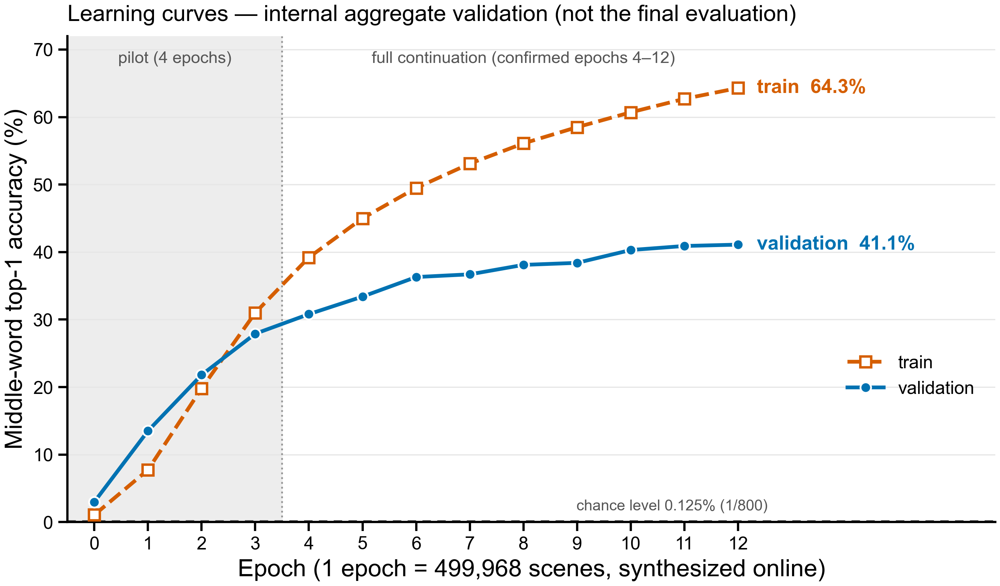 Learning curves — internal aggregate validation (not the final evaluation)
Middle-word top-1 accuracy (%)
70
60
50
40
30
20
10
0
pilot (4 epochs)
full continuation (confirmed epochs 4–12)
train 64.3%
validation 41.1%
train
validation
chance level 0.125% (1/800)
0 1 2 3 4 5 6 7 8 9 10 11 12
Epoch (1 epoch = 499,968 scenes, synthesized online)